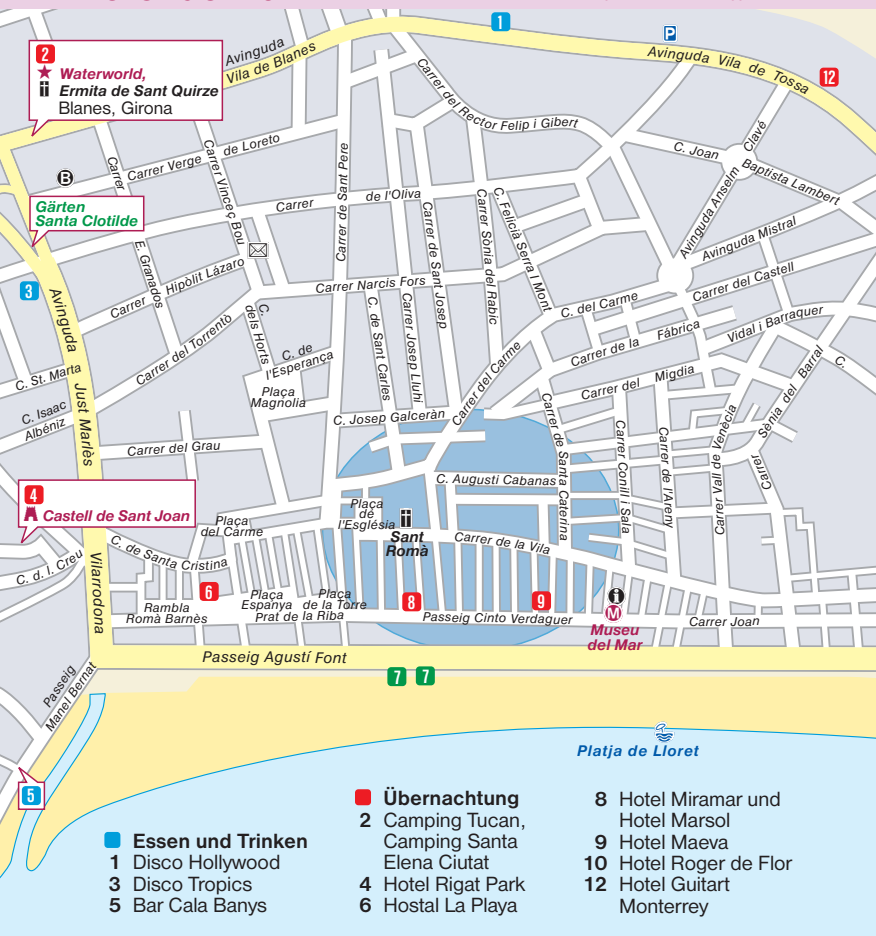 1
P
Avinguda
Vila de Blanes
Avinguda Vila de Tossa
12
2
Waterworld,
Ermita de Sant Quirze
Blanes, Girona
Carrer del Rector Felip i Gibert
Clavé
Avinguda Anselm
C. Joan
Baptista Lambert
Carrer Verge de Loreto
B
Carrer
E. Granados
Carrer Vinceç Bou
Carrer de Sant Pere
Carrer de l'Oliva
Gärten
Santa Clotilde
Carrer de Sant Josep
Carrer Sònia del Rabic
C. Felicià Serra I Mont
Avinguda Mistral
Carrer del Castell
3
Avinguda Just Marlès
Vilarrodona
Carrer Hipòlit Lázaro
Carrer Narcis Fors
C. del Carme
Carrer de la Fábrica
Vidal i Barraquer
C.
Carrer del Torrentò
C.
dels Horts
C. de
l'Esperança
C. de Sant Carles
Carrer Josep Lluhi
Carrer del Carme
Carrer del Migdia
Carrer Sènia del Barral
C. St. Marta
C. Isaac
Albéniz
Plaça
Magnolia
C. Josep Galceràn
Carrer de Santa Caterina
Carrer Conill i Sala
Carrer de l'Areny
Carrer Vall de Venècia
Carrer del Grau
C. Augusti Cabanas
4
Castell de Sant Joan
Plaça
del Carme
Plaça
de
l'Església
Sant
Romà
Carrer de la Vila
C. de Santa Cristina
C. d. l. Creu
6
Rambla
Romà Barnès
Plaça
Espanya
Plaça
de la Torre
Prat de la Riba
8
9
i
M
Museu
del Mar
Passeig Cinto Verdaguer
Carrer Joan
Passeig Agustí Font
7
7
Passeig
Manel Bernat
5
Platja de Lloret
Essen und Trinken
1 Disco Hollywood
3 Disco Tropics
5 Bar Cala Banys
Übernachtung
2 Camping Tucan,
Camping Santa
Elena Ciutat
4 Hotel Rigat Park
6 Hostal La Playa
8 Hotel Miramar und
Hotel Marsol
9 Hotel Maeva
10 Hotel Roger de Flor
12 Hotel Guitart
Monterrey